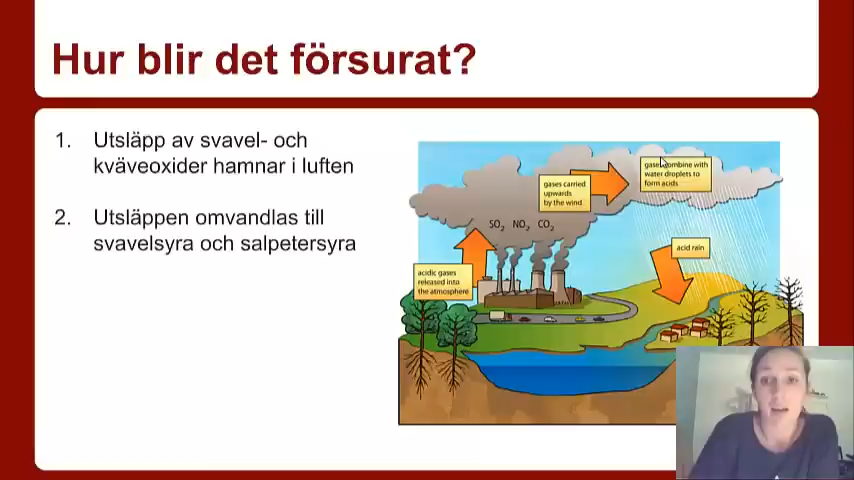 Hur blir det försurat?
1. Utsläpp av svavel- och
kväveoxider hamnar i luften
2. Utsläppen omvandlas till
svavelsyra och salpetersyra
gases combine with
water droplets to
form acids
gases carried
upwards
by the wind
SO2 NO2 CO2
acid rain
acidic gases
released into
the atmosphere